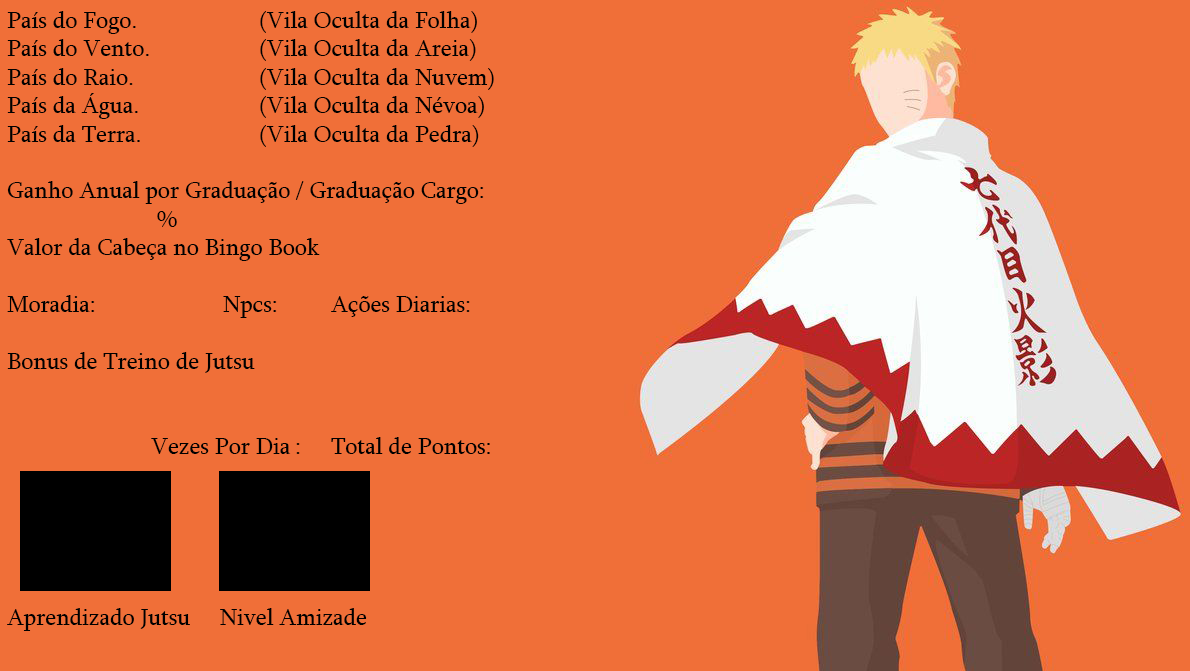 País do Fogo. (Vila Oculta da Folha)
País do Vento. (Vila Oculta da Areia)
País do Raio. (Vila Oculta da Nuvem)
País da Água. (Vila Oculta da Névoa)
País da Terra. (Vila Oculta da Pedra)
Ganho Anual por Graduação / Graduação Cargo:
%
Valor da Cabeça no Bingo Book
Moradia: Npcs: Ações Diarias:
Bonus de Treino de Jutsu
Vezes Por Dia : Total de Pontos:
Aprendizado Jutsu Nivel Amizade
七代目火影